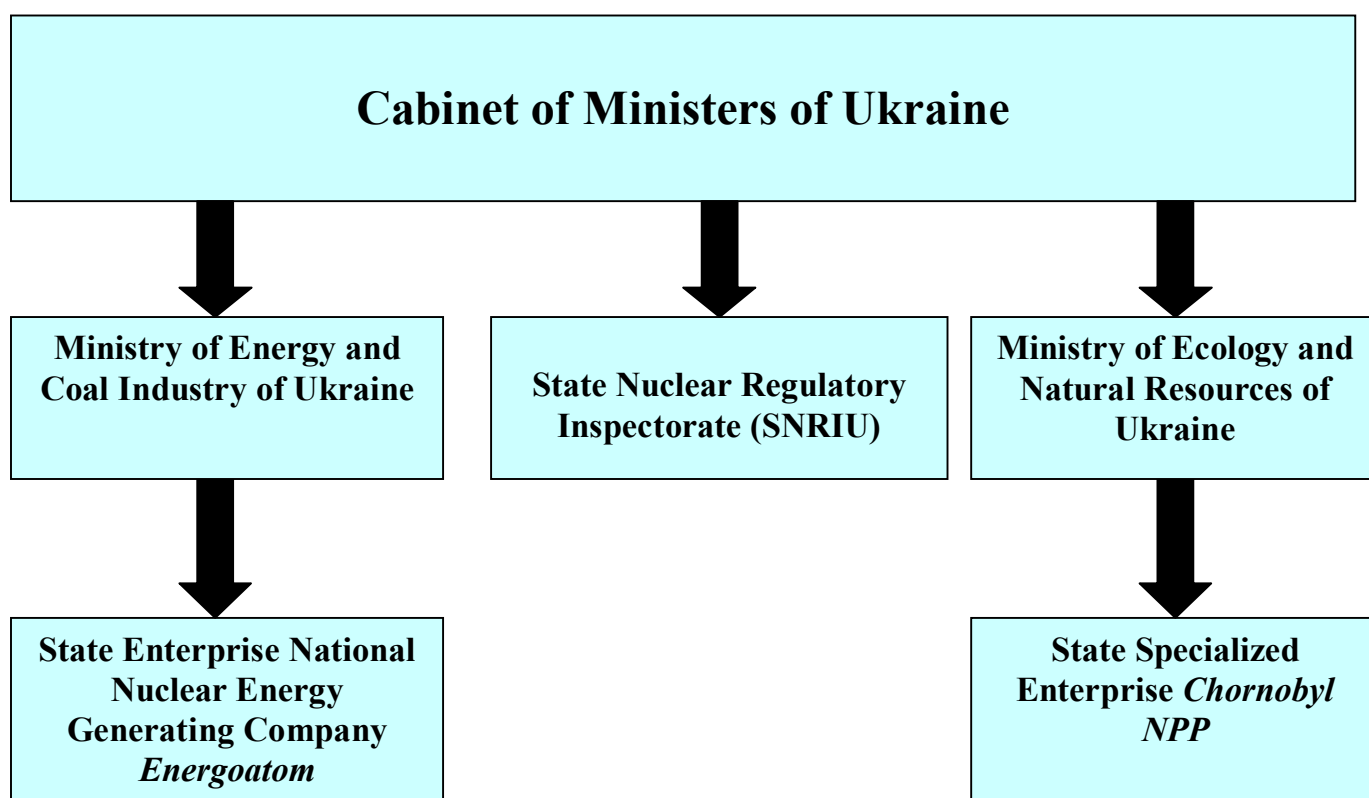 Cabinet of Ministers of Ukraine
Ministry of Energy and
Coal Industry of Ukraine
State Nuclear Regulatory
Inspectorate (SNRIU)
Ministry of Ecology and
Natural Resources of
Ukraine
State Enterprise National
Nuclear Energy
Generating Company
Energoatom
State Specialized
Enterprise Chornobyl
NPP